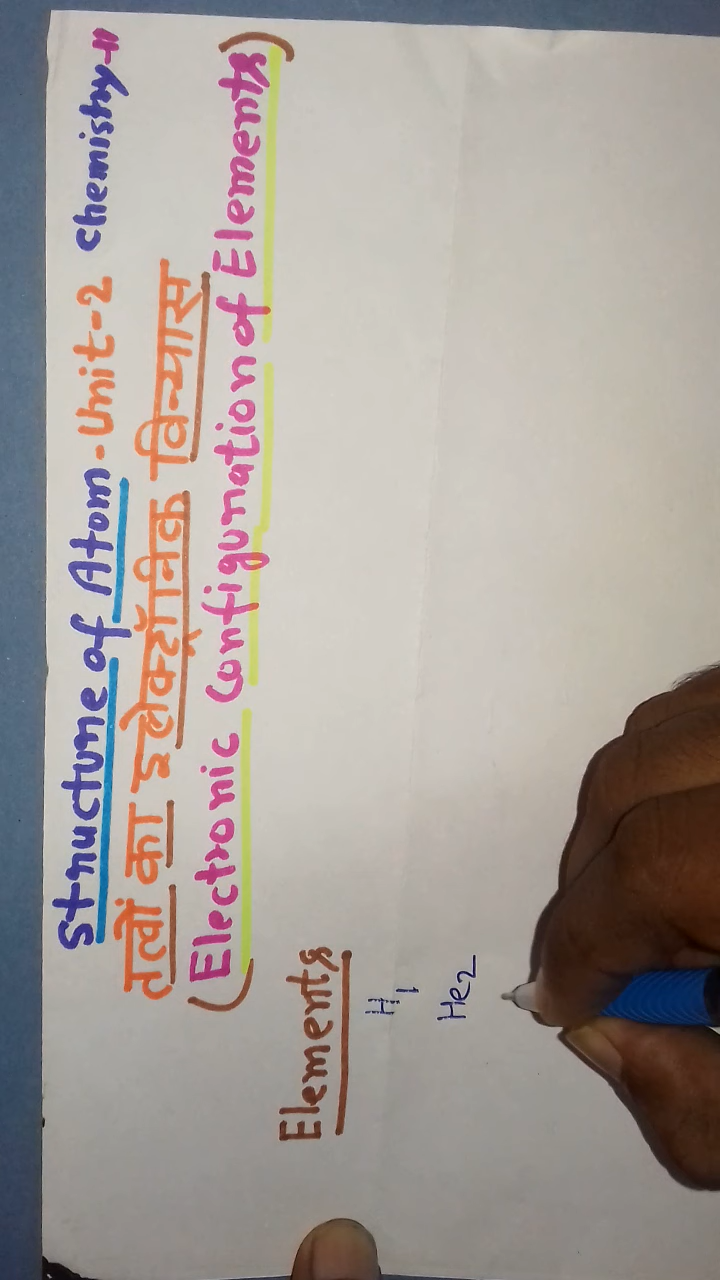 Structure of Atom-Unit-2 chemistry-11
तत्वों का इलेक्ट्रॉनिक विन्यास
(Electronic Configuration of Elements)
Elements
H1
He2